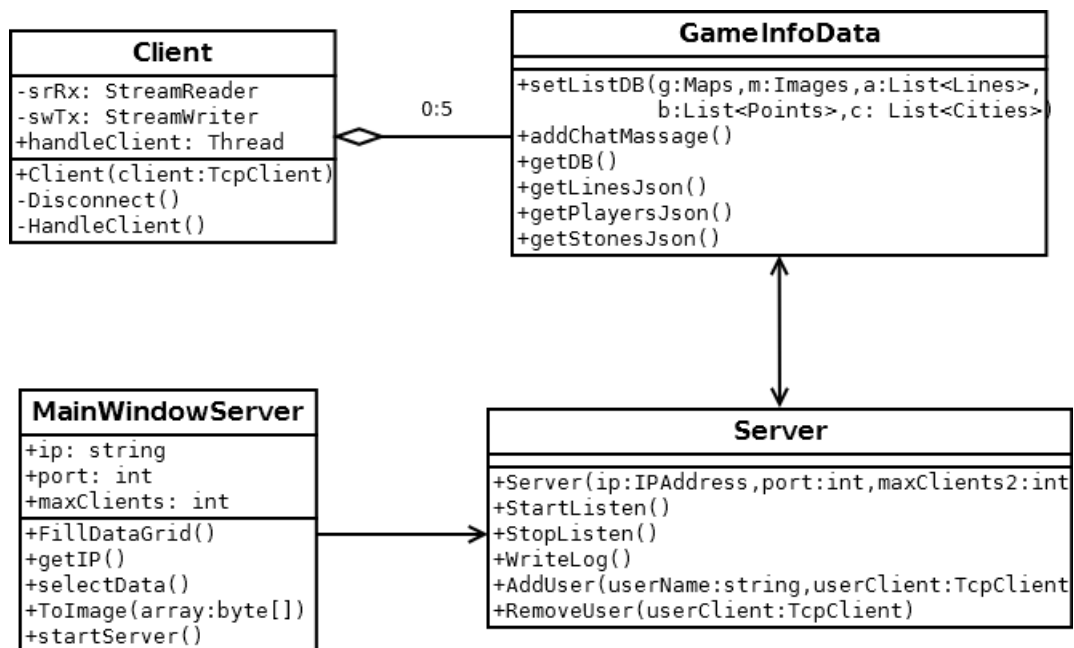 Client
-srRx: StreamReader
-swTx: StreamWriter
+handleClient: Thread
+Client(client:TcpClient)
-Disconnect()
-HandleClient()
0:5
GameInfoData
+setListDB(g:Maps,m:Images,a:List<Lines>,
b:List<Points>,c: List<Cities>)
+addChatMassage()
+getDB()
+getLinesJson()
+getPlayersJson()
+getStonesJson()
MainWindowServer
+ip: string
+port: int
+maxClients: int
+FillDataGrid()
+getIP()
+selectData()
+ToImage(array:byte[])
+startServer()
Server
+Server(ip:IPAddress,port:int,maxClients2:int
+StartListen()
+StopListen()
+WriteLog()
+AddUser(userName:string,userClient:TcpClient
+RemoveUser(userClient:TcpClient)